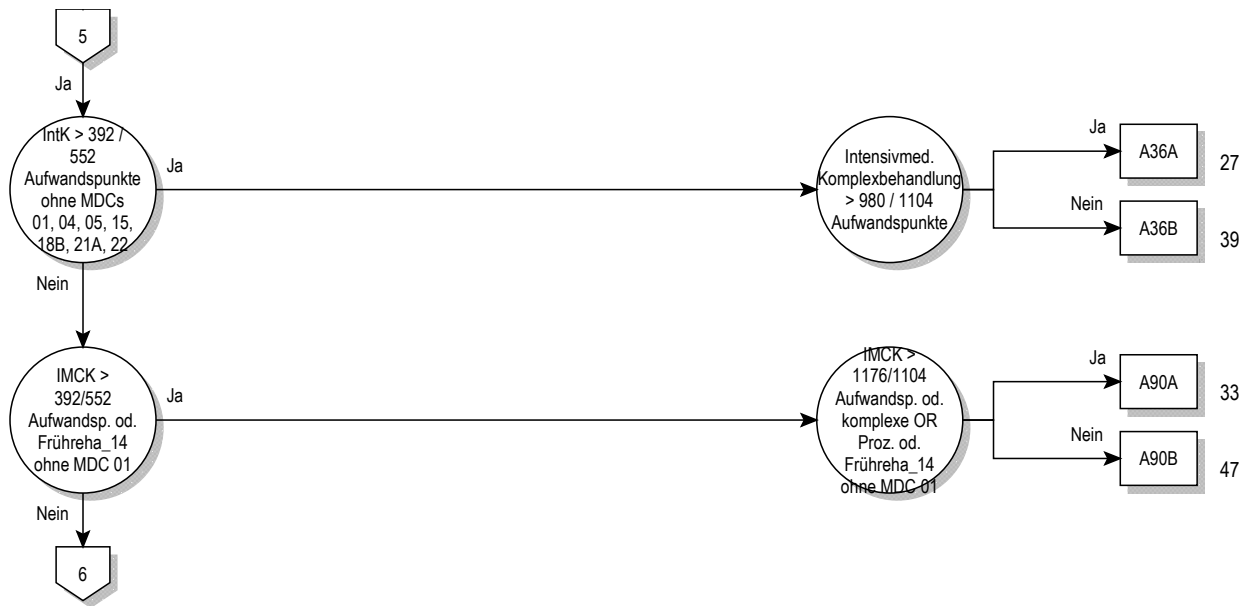 5
Ja
IntK > 392 /
552
Aufwandspunkte
ohne MDCs
01, 04, 05, 15,
18B, 21A, 22
Ja
Intensivmed.
Komplexbehandlung
> 980 / 1104
Aufwandspunkte
Ja
A36A
27
Nein
A36B
39
Nein
IMCK >
392/552
Aufwandsp. od.
Frühreha_14
ohne MDC 01
Ja
IMCK >
1176/1104
Aufwandsp. od.
komplexe OR
Proz. od.
Frühreha_14
ohne MDC 01
Ja
A90A
33
Nein
A90B
47
Nein
6